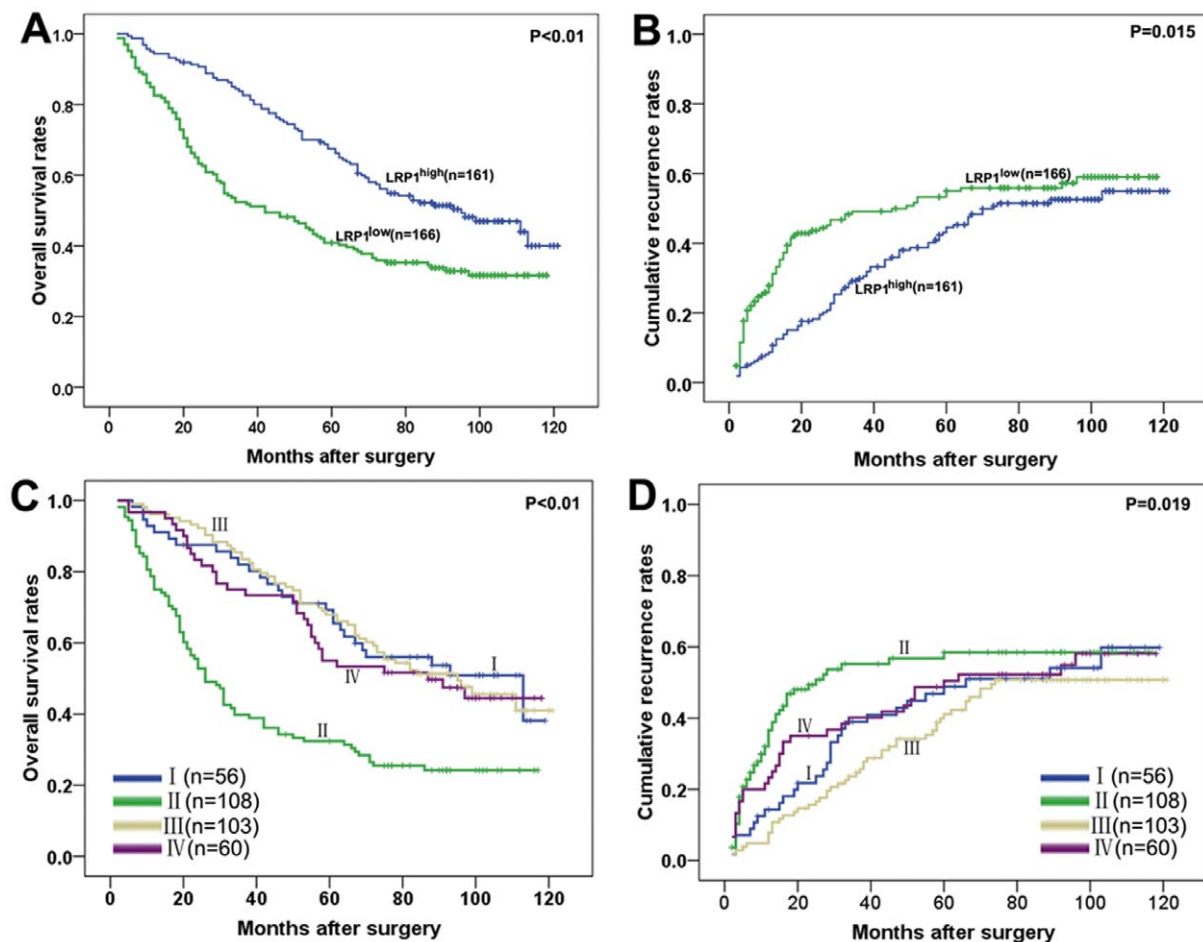 A
P<0.01
1.0
0.8
0.6
0.4
0.2
0.0
Overall survival rates
LRP1high(n=161)
LRP1low(n=166)
0 20 40 60 80 100 120
Months after surgery
B
P=0.015
1.0
0.8
0.6
0.4
0.2
0.0
Cumulative recurrence rates
LRP1low(n=166)
LRP1high(n=161)
0 20 40 60 80 100 120
Months after surgery
C
P<0.01
1.0
0.8
0.6
0.4
0.2
0.0
Overall survival rates
III
I
IV
II
I (n=56)
II (n=108)
III(n=103)
IV(n=60)
0 20 40 60 80 100 120
Months after surgery
D
P=0.019
1.0
0.8
0.6
0.4
0.2
0.0
Cumulative recurrence rates
II
IV
III
I
I (n=56)
II (n=108)
III(n=103)
IV(n=60)
0 20 40 60 80 100 120
Months after surgery